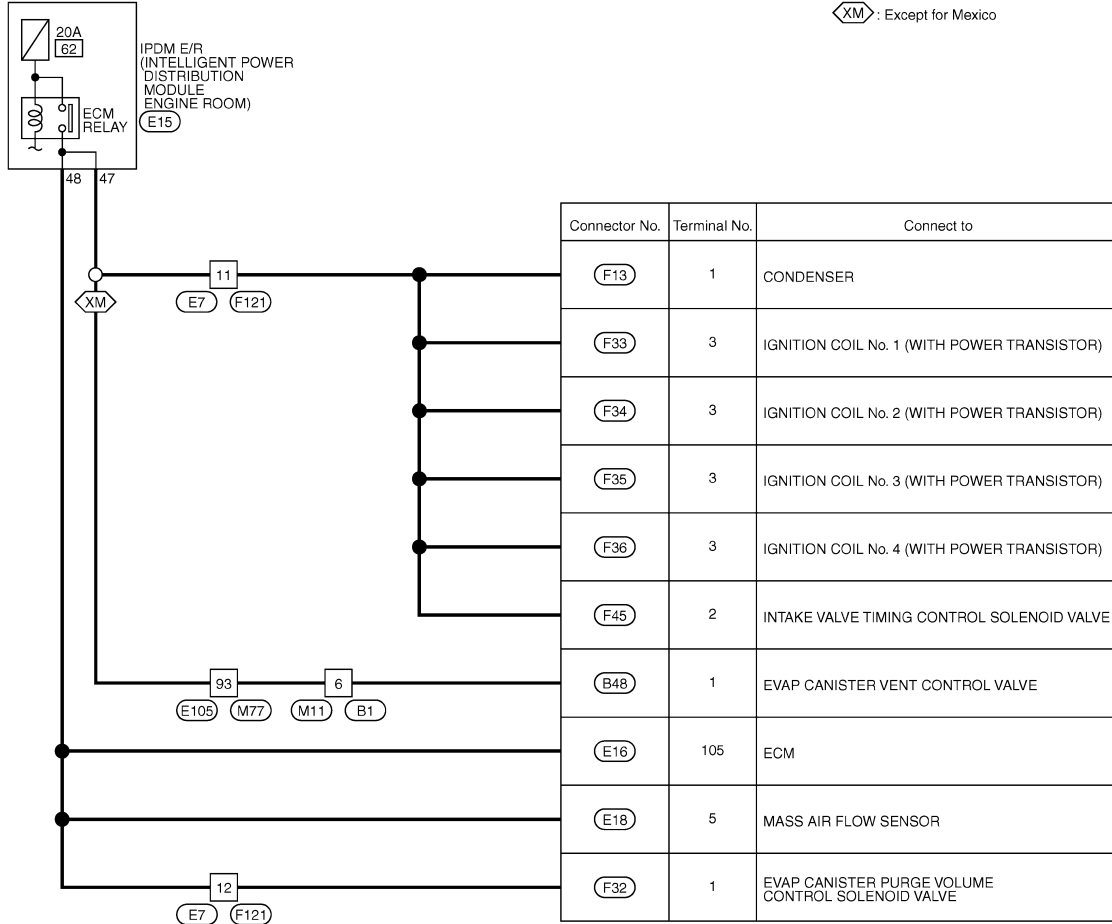 XM : Except for Mexico
20A
62
IPDM E/R
(INTELLIGENT POWER
DISTRIBUTION
MODULE
ENGINE ROOM)
E15
ECM
RELAY
48 47
Connector No. Terminal No. Connect to
11
E7 F121
XM
F13 1 CONDENSER
F33 3 IGNITION COIL No. 1 (WITH POWER TRANSISTOR)
F34 3 IGNITION COIL No. 2 (WITH POWER TRANSISTOR)
F35 3 IGNITION COIL No. 3 (WITH POWER TRANSISTOR)
F36 3 IGNITION COIL No. 4 (WITH POWER TRANSISTOR)
F45 2 INTAKE VALVE TIMING CONTROL SOLENOID VALVE
93 6
E105 M77 M11 B1
B48 1 EVAP CANISTER VENT CONTROL VALVE
E16 105 ECM
E18 5 MASS AIR FLOW SENSOR
12
E7 F121
F32 1 EVAP CANISTER PURGE VOLUME
CONTROL SOLENOID VALVE